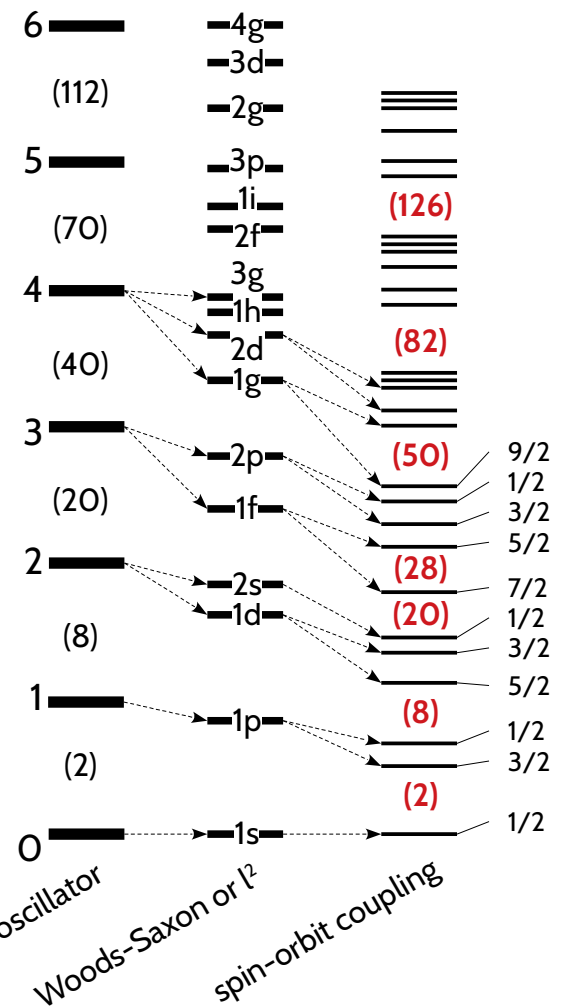 6
(112)
5
(70)
4
(40)
3
(20)
2
(8)
1
(2)
0
4g
3d
2g
3p
1i
2f
3g
1h
2d
1g
2p
1f
2s
1d
1p
1s
(126)
(82)
(50)
(28)
(20)
(8)
(2)
9/2
1/2
3/2
5/2
7/2
1/2
3/2
5/2
1/2
3/2
1/2
oscillator
Woods-Saxon or l²
spin-orbit coupling